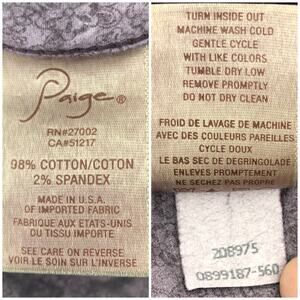 Paige®
RN#27002
CA#51217
98% COTTON/COTON
2% SPANDEX
MADE IN U.S.A.
OF IMPORTED FABRIC
FABRIQUE AUX ETATS-UNIS
DU TISSU IMPORTE
SEE CARE ON REVERSE
VOIR LE SOIN SUR L'INVERSE
TURN INSIDE OUT
MACHINE WASH COLD
GENTLE CYCLE
WITH LIKE COLORS
TUMBLE DRY LOW
REMOVE PROMPTLY
DO NOT DRY CLEAN
FROID DE LAVAGE DE MACHINE
AVEC DES COULEURS PAREILLES
CYCLE DOUX
LE BAS SEC DE DEGRINGOLADE
ENLEVES PROMPTEMENT
NE SECHEZ PAS PROPRE
208975
0899187-560